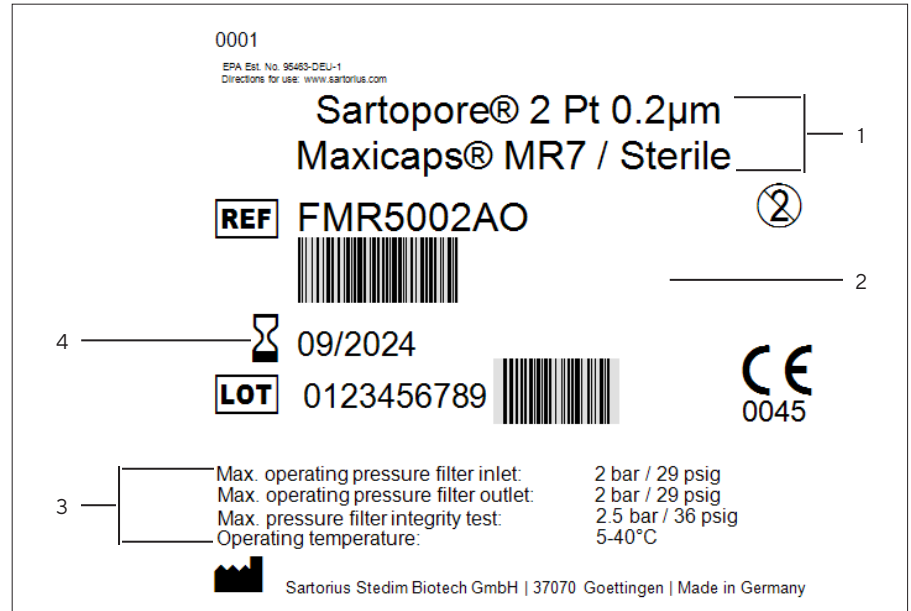 0001
EPA Est. No. 95463-DEU-1
Directions for use: www.sartorius.com
Sartopore® 2 Pt 0.2µm
Maxicaps® MR7 / Sterile
1
REF FMR5002AO
2
2
4
09/2024
LOT 0123456789
CE
0045
3
Max. operating pressure filter inlet: 2 bar / 29 psig
Max. operating pressure filter outlet: 2 bar / 29 psig
Max. pressure filter integrity test: 2.5 bar / 36 psig
Operating temperature: 5-40°C
Sartorius Stedim Biotech GmbH | 37070 Goettingen | Made in Germany